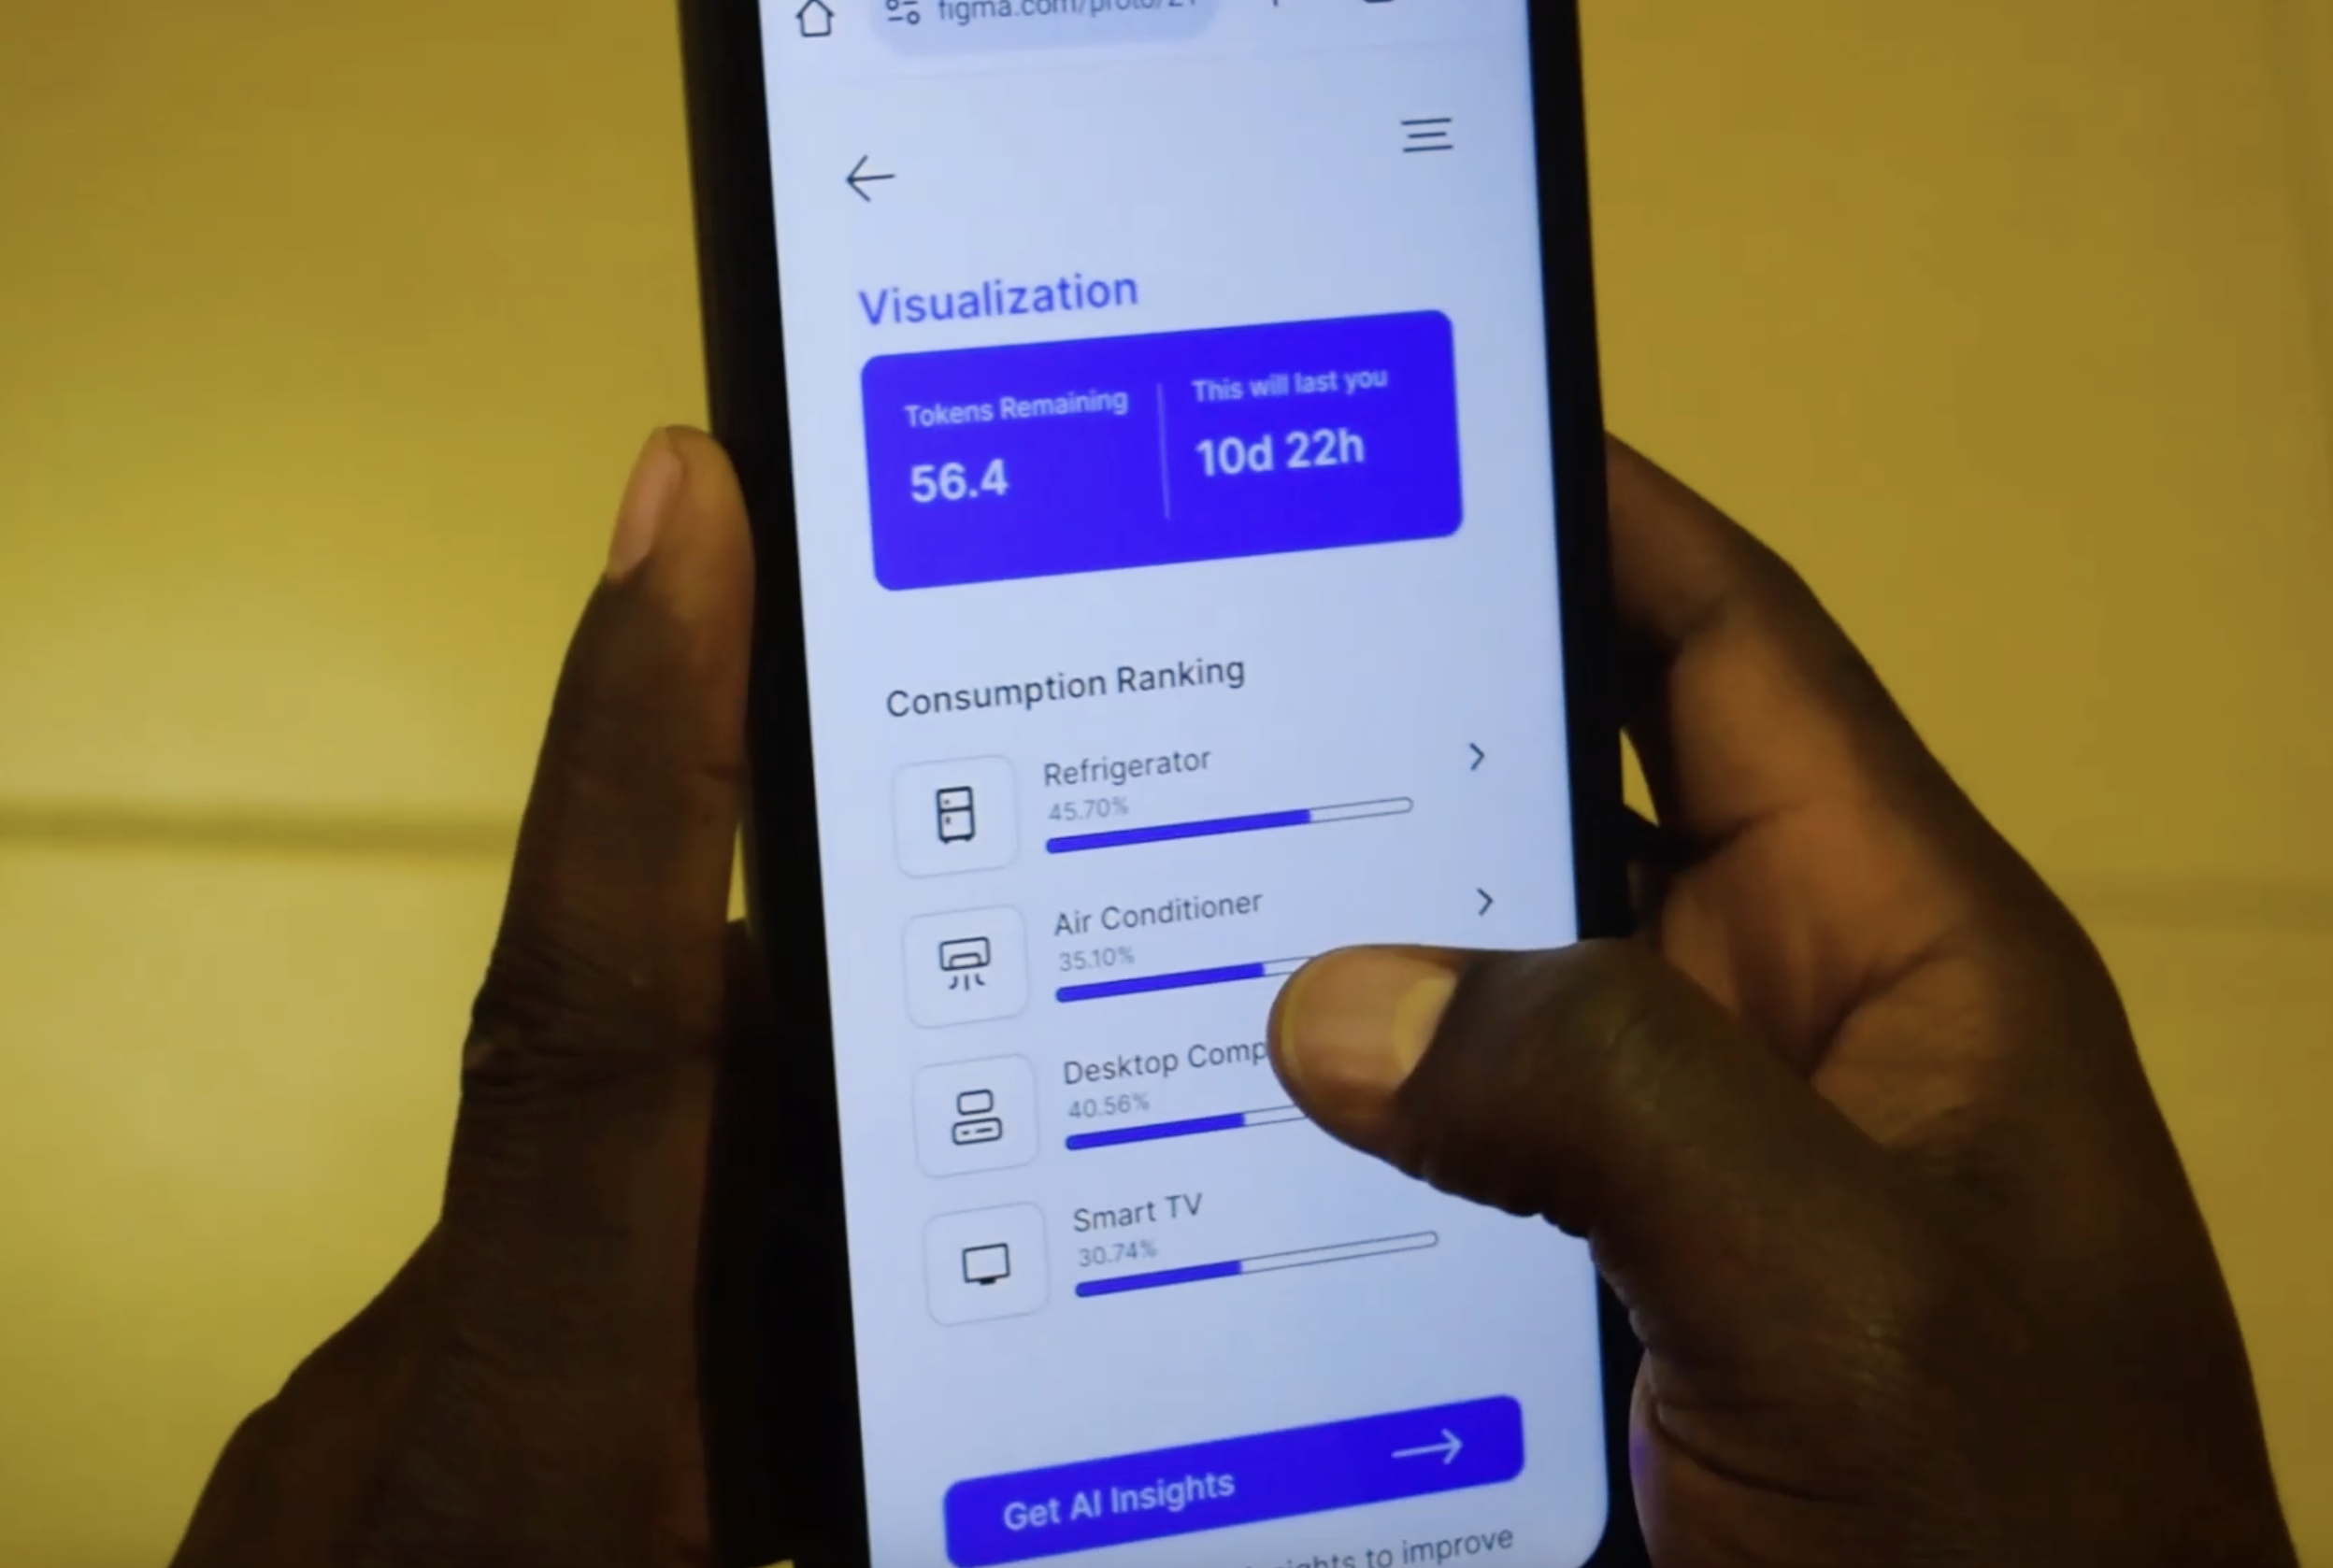 figma.com/proto/
Visualization
Tokens Remaining
56.4
This will last you
10d 22h
Consumption Ranking
Refrigerator
45.70%
Air Conditioner
35.10%
Desktop Comp
40.56%
Smart TV
30.74%
Get AI Insights
to improve